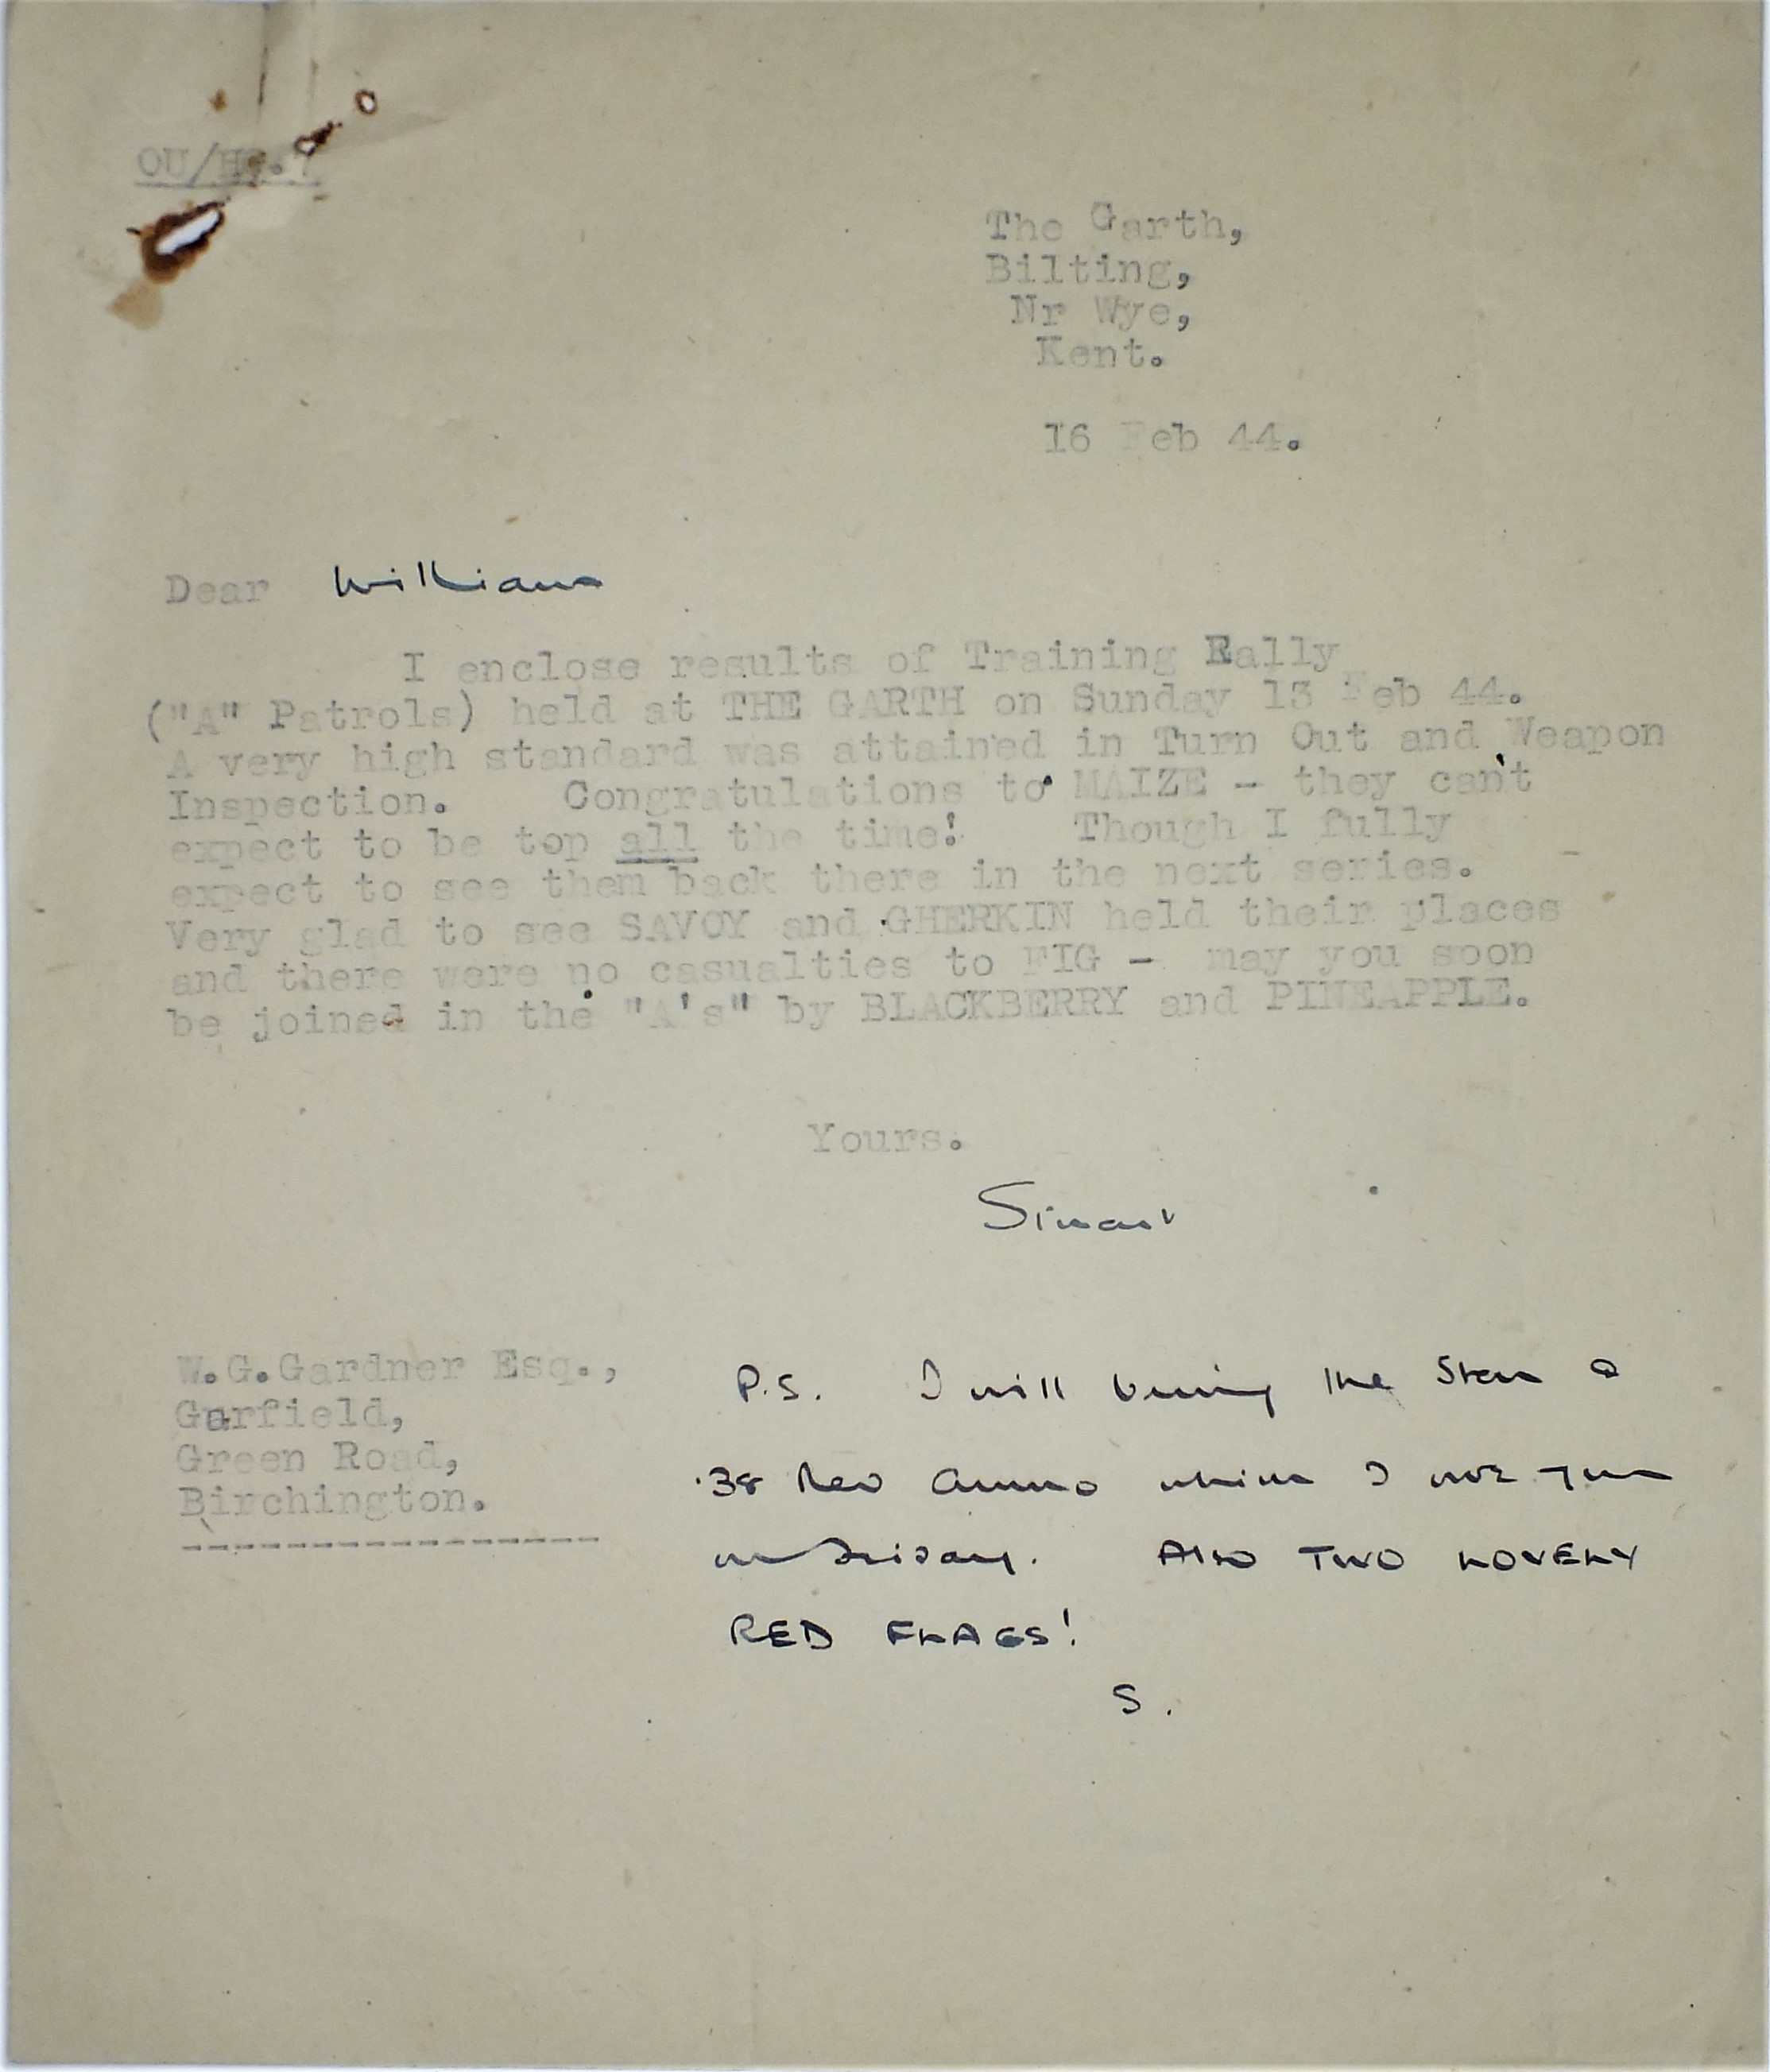 OU/HG.7
The Garth,
Bilting,
Nr Wye,
Kent.
16 Feb 44.
Dear William
I enclose results of Training Rally
("A" Patrols) held at THE GARTH on Sunday 13 Feb 44.
A very high standard was attained in Turn Out and Weapon
Inspection. Congratulations to MAIZE - they can't
expect to be top all the time! Though I fully
expect to see them back there in the next series.
Very glad to see SAVOY and GHERKIN held their places
and there were no casualties to FIG - may you soon
be joined in the "A's" by BLACKBERRY and PINEAPPLE.
Yours.
Stuart
W.G.Gardner Esq.,
Garfield,
Green Road,
Birchington.
P.S. I will bring the Sten &
.38 Rev Ammo which I owe you
on Friday. Also TWO LOVELY
RED FLAGS!
S.